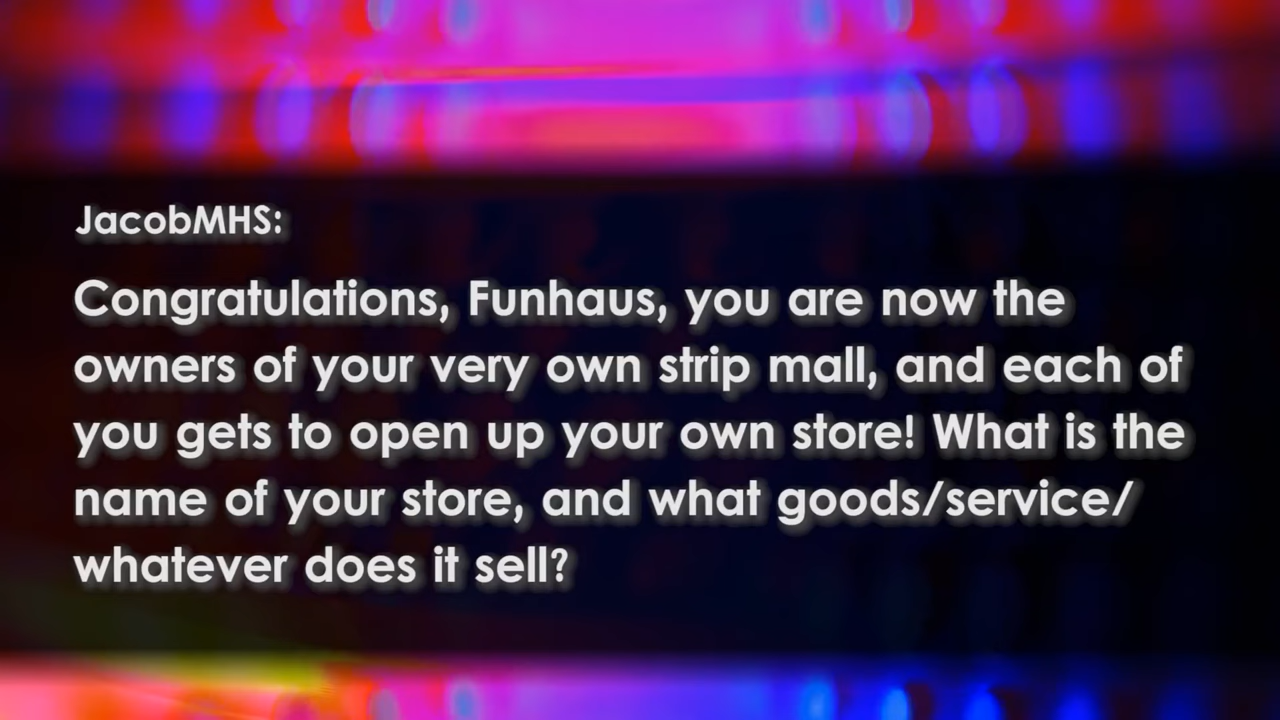 JacobMHS:
Congratulations, Funhaus, you are now the
owners of your very own strip mall, and each of
you gets to open up your own store! What is the
name of your store, and what goods/service/
whatever does it sell?